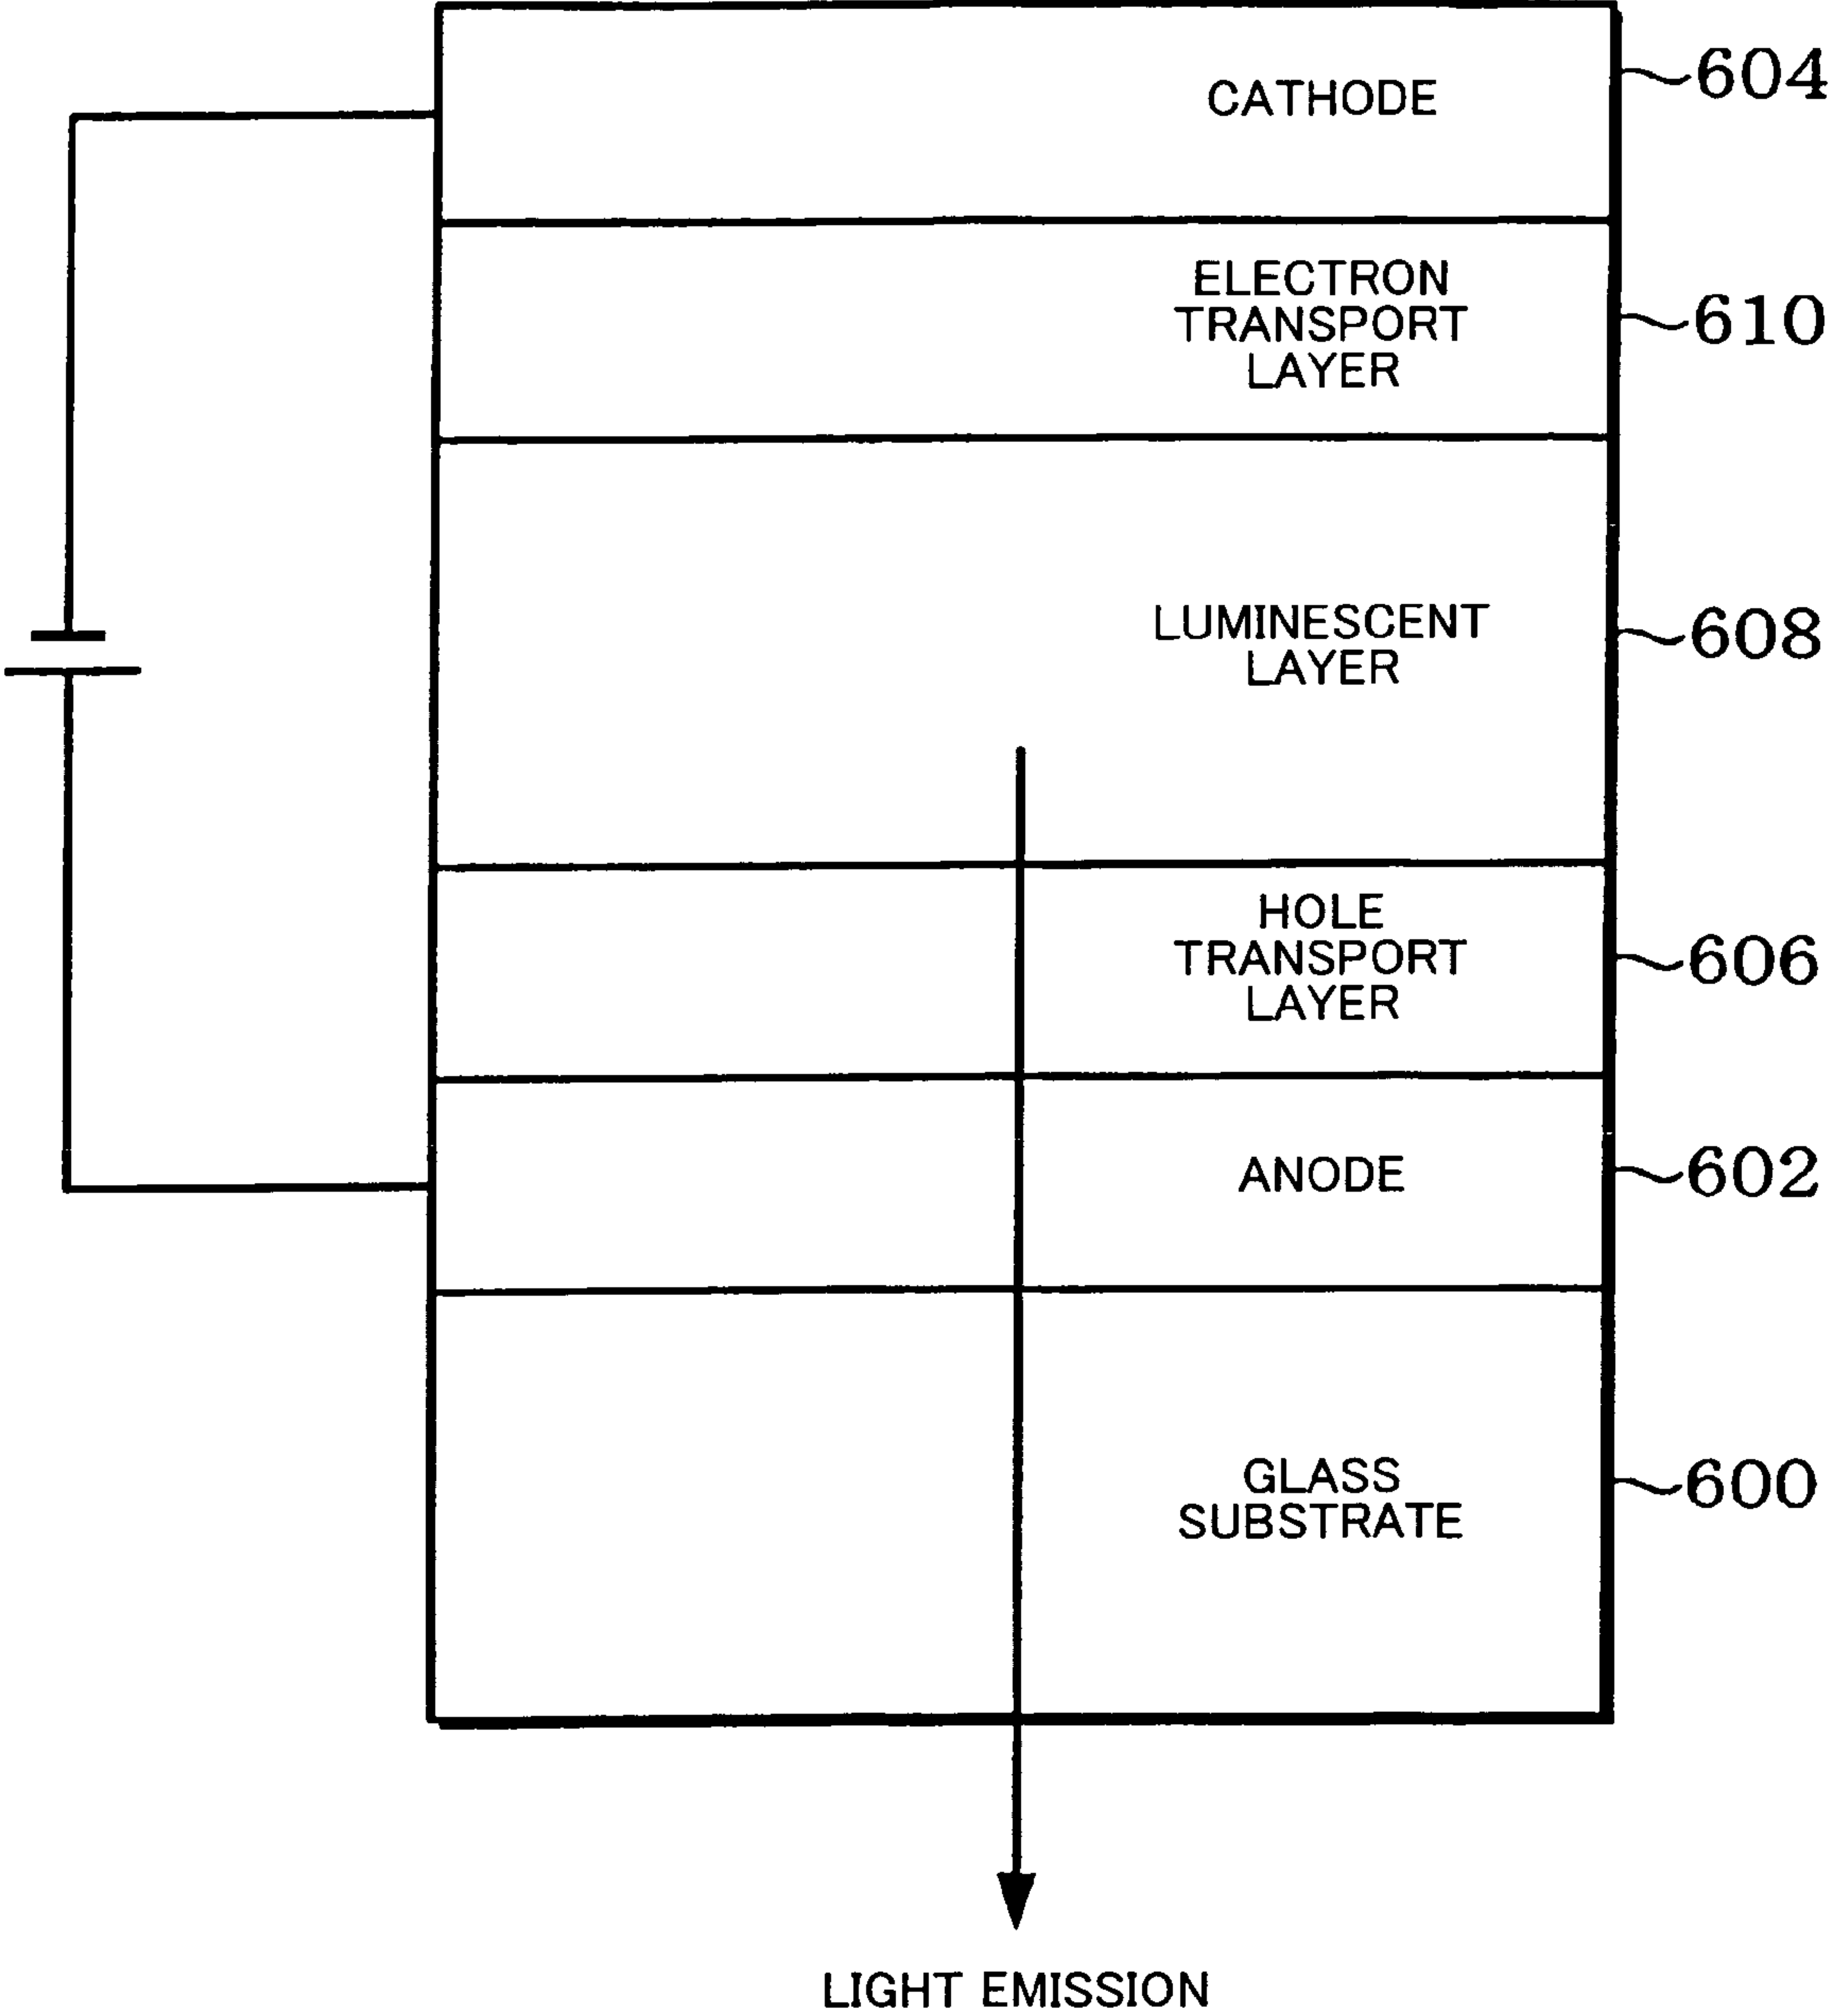 CATHODE
604
ELECTRON
TRANSPORT
LAYER
610
LUMINESCENT
LAYER
608
HOLE
TRANSPORT
LAYER
606
ANODE
602
GLASS
SUBSTRATE
600
LIGHT EMISSION